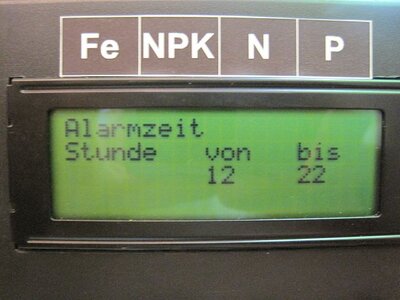 Fe NPK N P
Alarmzeit
Stunde von bis
12 22